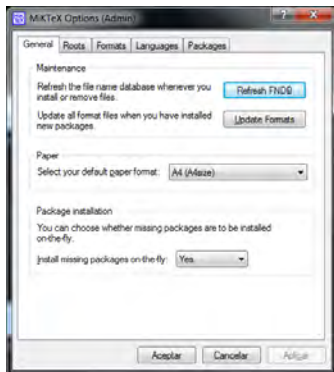 MiKTeX Options (Admin)
General Roots Formats Languages Packages
Maintenance
Refresh the file name database whenever you
install or remove files.
Refresh FNDB
Update all format files when you have installed
new packages.
Update Formats
Paper
Select your default paper format: A4 (A4size)
Package installation
You can choose whether missing packages are to be installed
on-the-fly.
Install missing packages on-the-fly: Yes
Aceptar Cancelar Aplicar